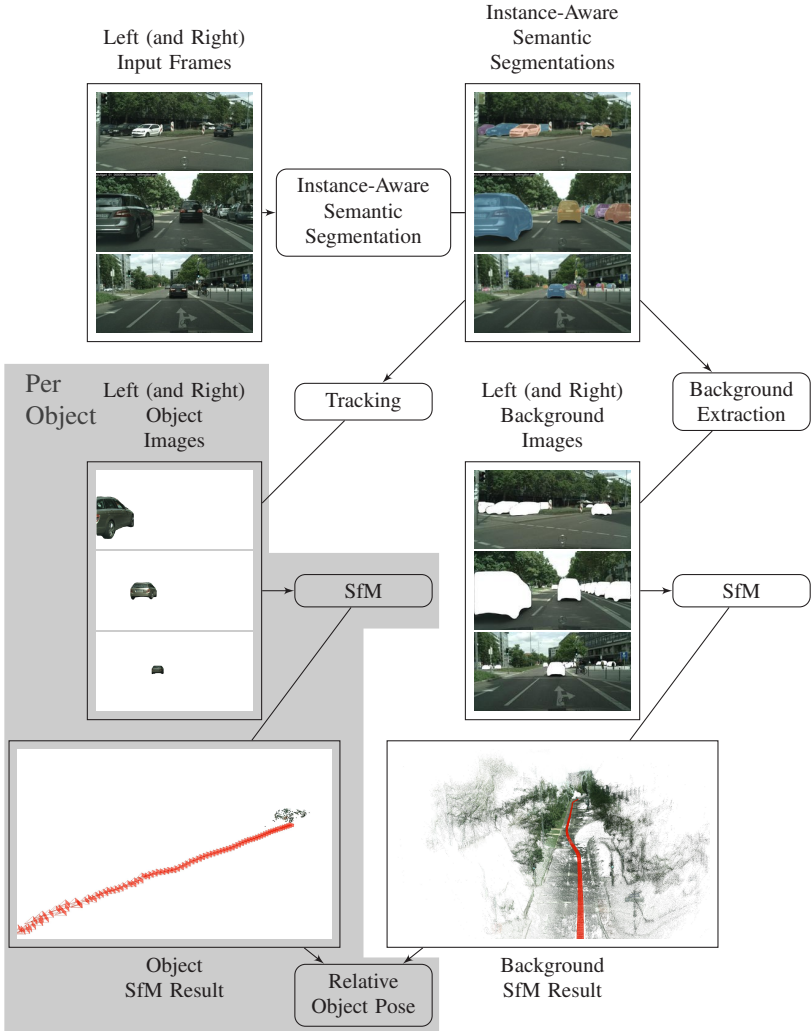 Left (and Right)
Input Frames
Instance-Aware
Semantic
Segmentations
Instance-Aware
Semantic
Segmentation
Per
Object
Left (and Right)
Object
Images
Tracking
Left (and Right)
Background
Images
Background
Extraction
SfM
SfM
Object
SfM Result
Relative
Object Pose
Background
SfM Result